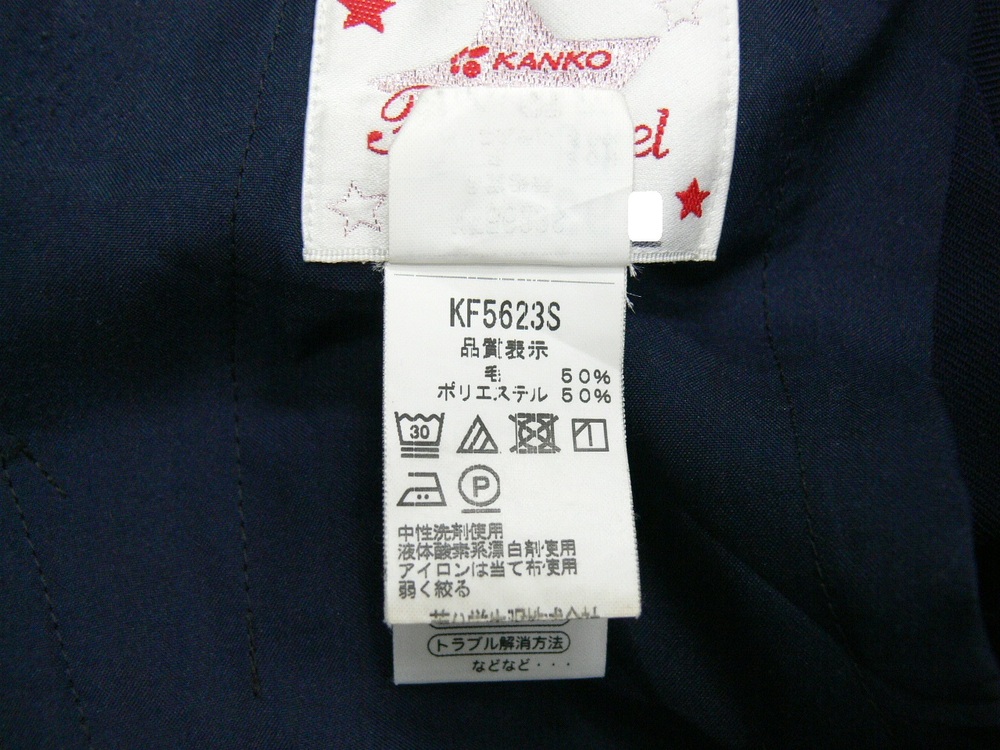 KANKO
KF5623S
品質表示
毛 50%
ポリエステル 50%
30
P
中性洗剤使用
液体酸素系漂白剤使用
アイロンは当て布使用
弱く絞る
トラブル解消方法
などなど・・・